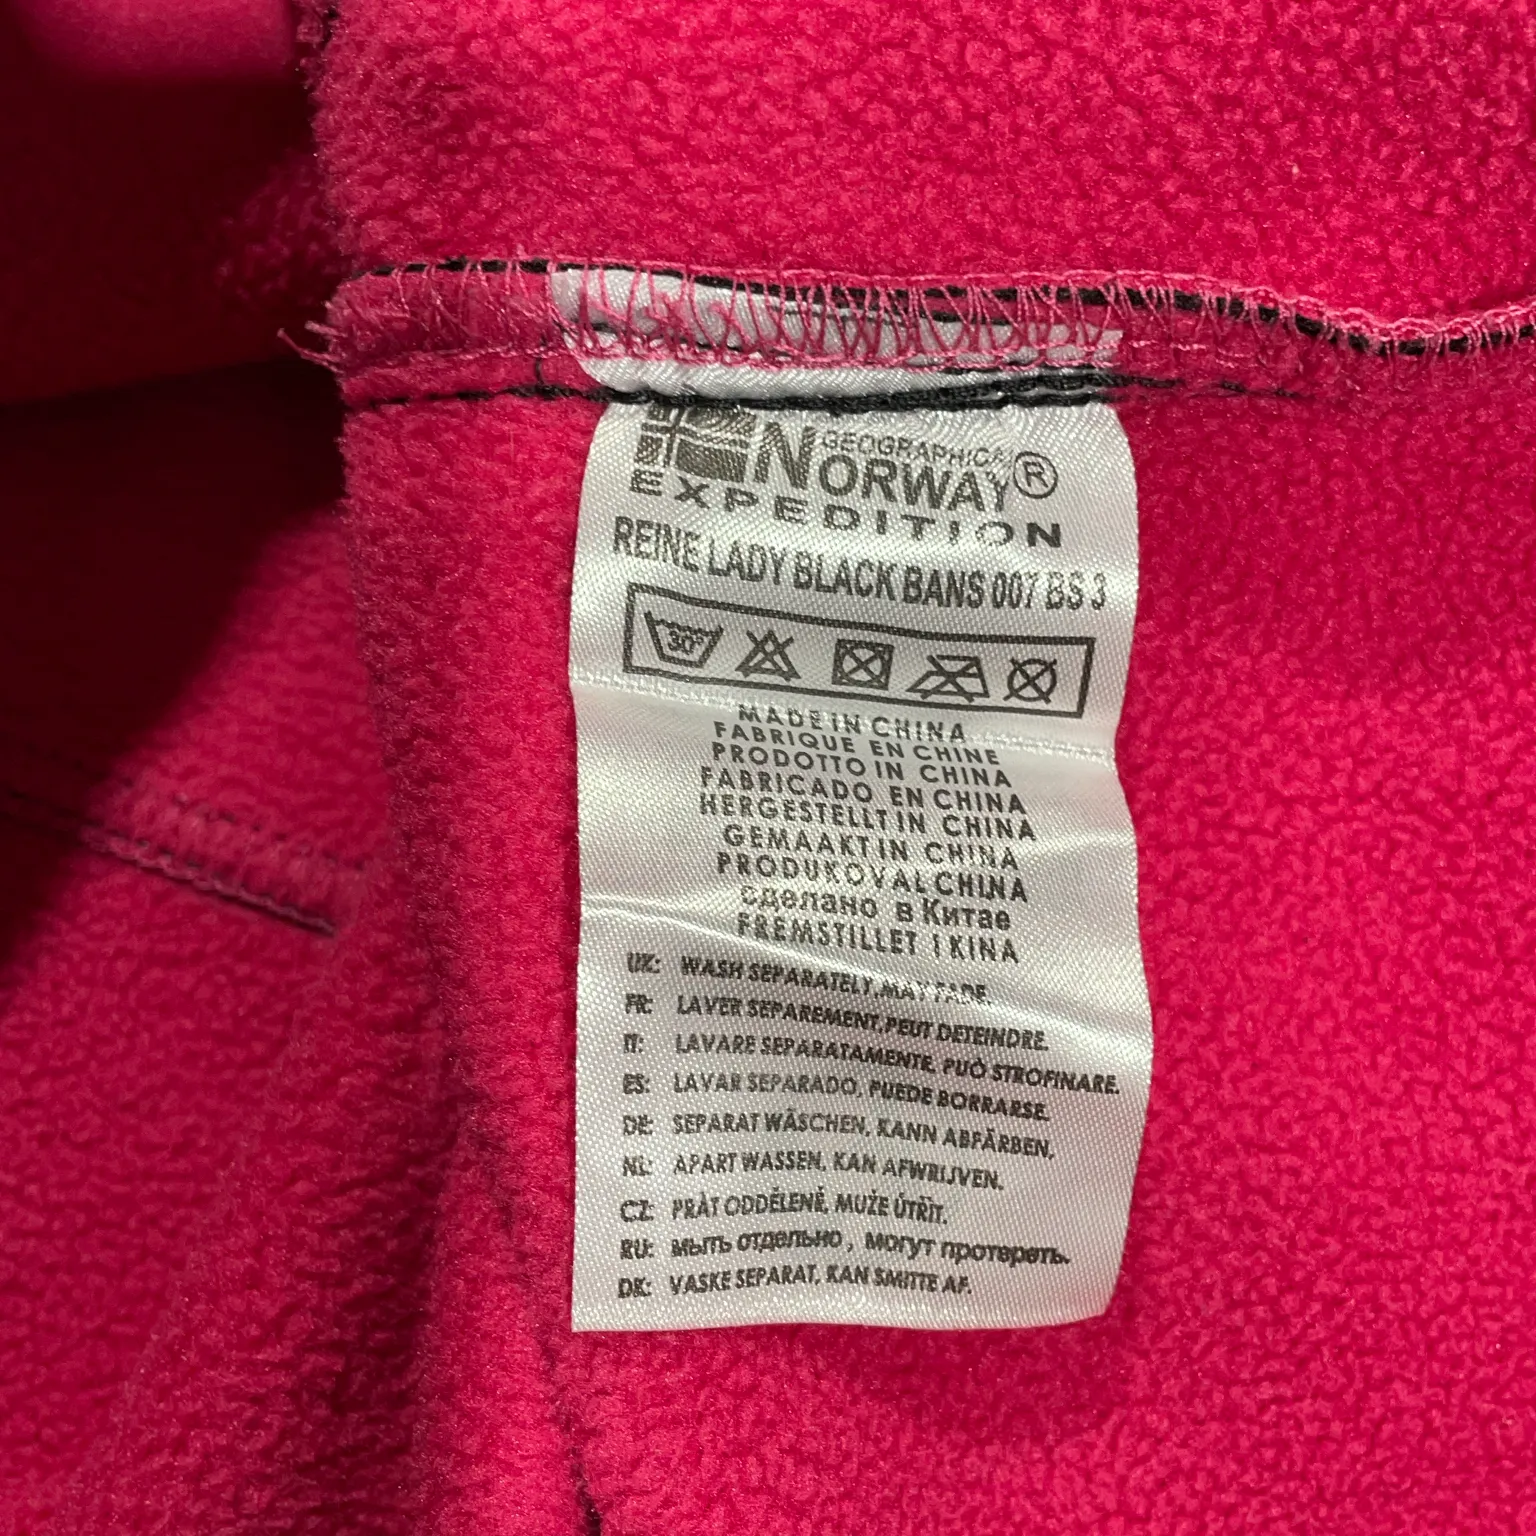 GEOGRAPHICAL
NORWAY®
EXPEDITION
REINE LADY BLACK BANS 007 BS 3
30°
MADE IN CHINA
FABRIQUE EN CHINE
PRODOTTO IN CHINA
FABRICADO EN CHINA
HERGESTELLT IN CHINA
GEMAAKT IN CHINA
PRODUKOVAL CHINA
сделано в Китае
FREMSTILLET I KINA
UK: WASH SEPARATELY, MAY FADE.
FR: LAVER SEPAREMENT, PEUT DETEINDRE.
IT: LAVARE SEPARATAMENTE, PUÒ STROFINARE.
ES: LAVAR SEPARADO, PUEDE BORRARSE.
DE: SEPARAT WÄSCHEN, KANN ABFÄRBEN,
NL: APART WASSEN, KAN AFWRIJVEN.
CZ: PRÀT ODDĚLENĚ, MUŽE ÚTŘÍT.
RU: мыть отдельно, могут протереть.
DK: VASKE SEPARAT, KAN SMITTE AF.